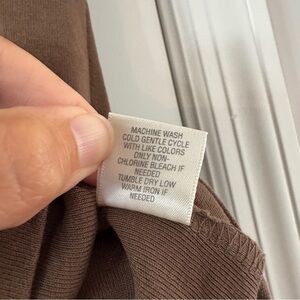 MACHINE WASH
COLD GENTLE CYCLE
WITH LIKE COLORS
ONLY NON-
CHLORINE BLEACH IF
NEEDED
TUMBLE DRY LOW
WARM IRON IF
NEEDED